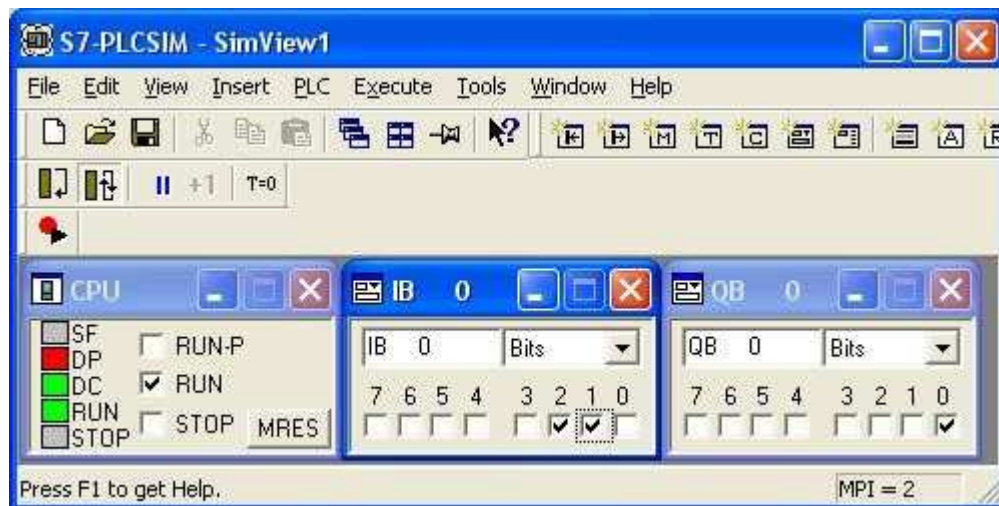 S7-PLCSIM - SimView1
File Edit View Insert PLC Execute Tools Window Help
+1 T=0
CPU
SF
DP
DC
RUN
STOP
RUN-P
RUN
STOP
MRES
IB 0
IB 0 Bits
7 6 5 4 3 2 1 0
QB 0
QB 0 Bits
7 6 5 4 3 2 1 0
Press F1 to get Help.
MPI = 2